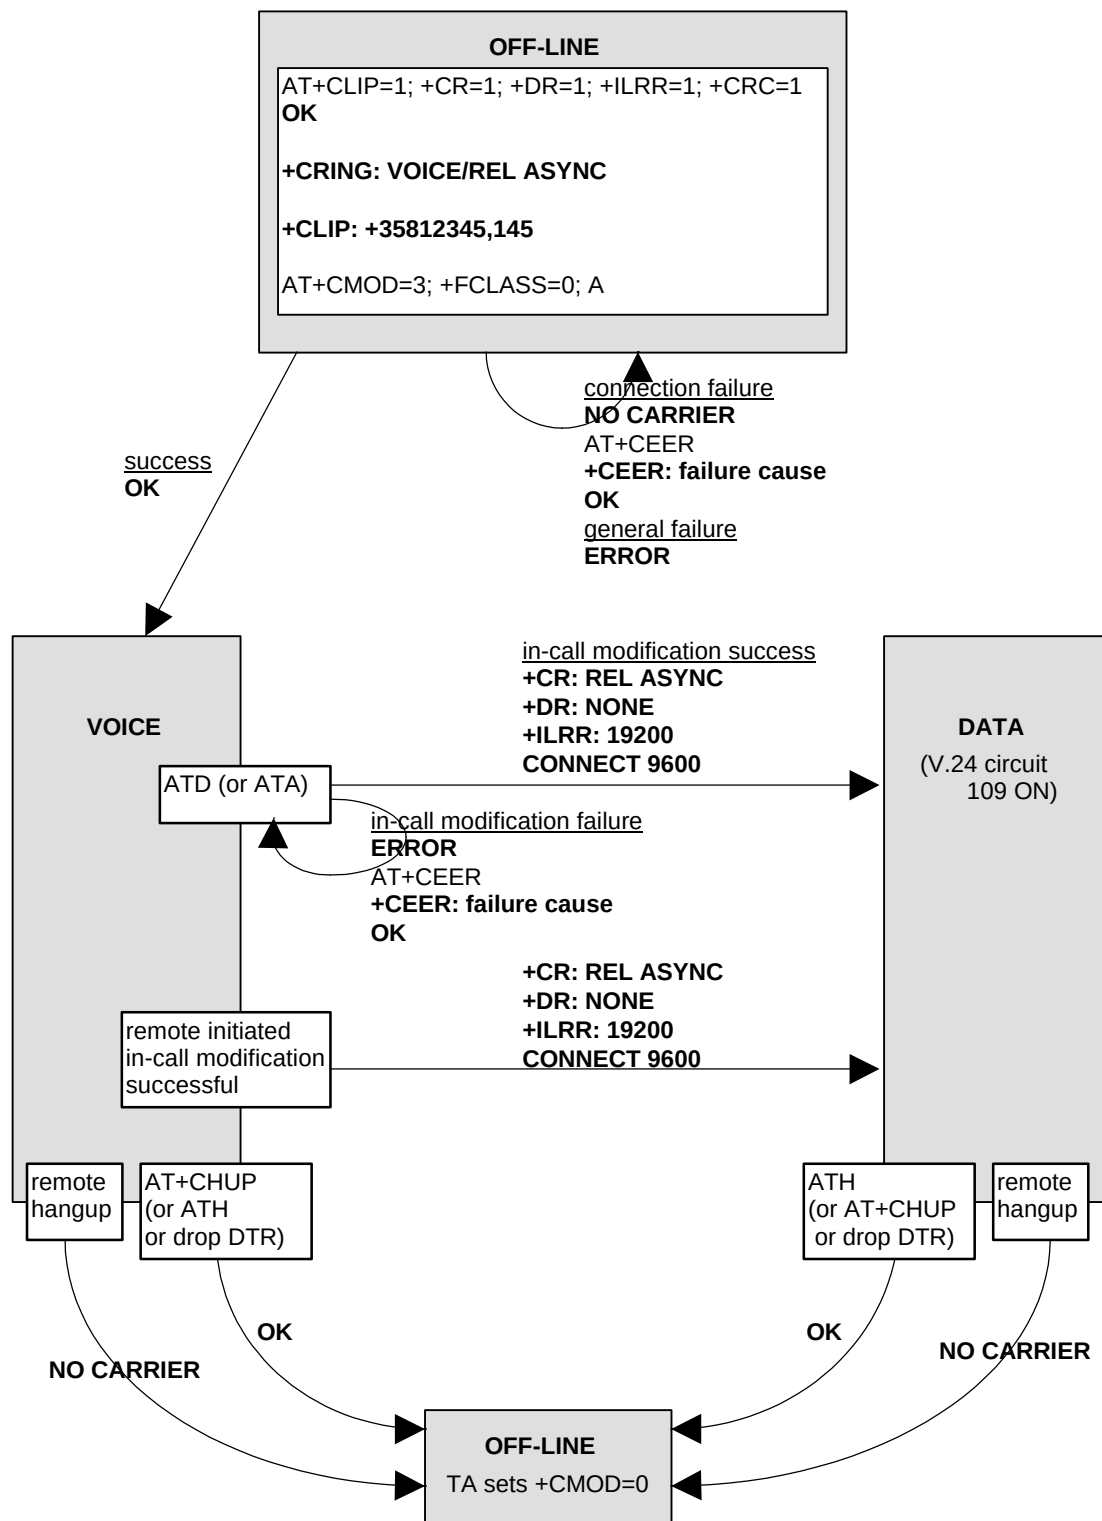 OFF-LINE
AT+CLIP=1; +CR=1; +DR=1; +ILRR=1; +CRC=1
OK
+CRING: VOICE/REL ASYNC
+CLIP: +35812345,145
AT+CMOD=3; +FCLASS=0; A
connection failure
NO CARRIER
AT+CEER
+CEER: failure cause
OK
general failure
ERROR
success
OK
VOICE
ATD (or ATA)
in-call modification success
+CR: REL ASYNC
+DR: NONE
+ILRR: 19200
CONNECT 9600
DATA
(V.24 circuit
109 ON)
in-call modification failure
ERROR
AT+CEER
+CEER: failure cause
OK
+CR: REL ASYNC
+DR: NONE
+ILRR: 19200
CONNECT 9600
remote initiated
in-call modification
successful
remote
hangup
AT+CHUP
(or ATH
or drop DTR)
ATH
(or AT+CHUP
or drop DTR)
remote
hangup
OK
NO CARRIER
OK
NO CARRIER
OFF-LINE
TA sets +CMOD=0